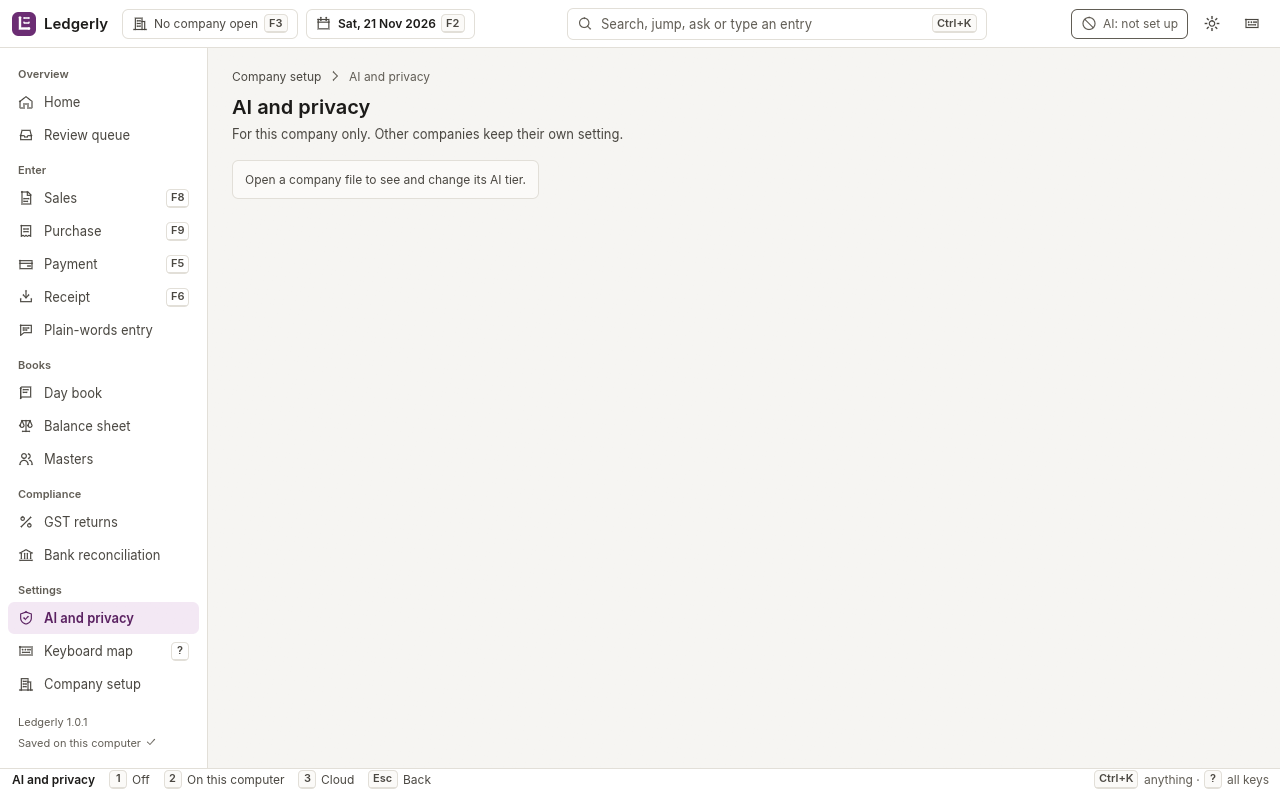 Ledgerly
No company open F3
Sat, 21 Nov 2026 F2
Search, jump, ask or type an entry Ctrl+K
AI: not set up
Overview
Home
Review queue
Enter
Sales F8
Purchase F9
Payment F5
Receipt F6
Plain-words entry
Books
Day book
Balance sheet
Masters
Compliance
GST returns
Bank reconciliation
Settings
AI and privacy
Keyboard map ?
Company setup
Ledgerly 1.0.1
Saved on this computer
Company setup AI and privacy
AI and privacy
For this company only. Other companies keep their own setting.
Open a company file to see and change its AI tier.
AI and privacy 1 Off 2 On this computer 3 Cloud Esc Back
Ctrl+K anything · ? all keys